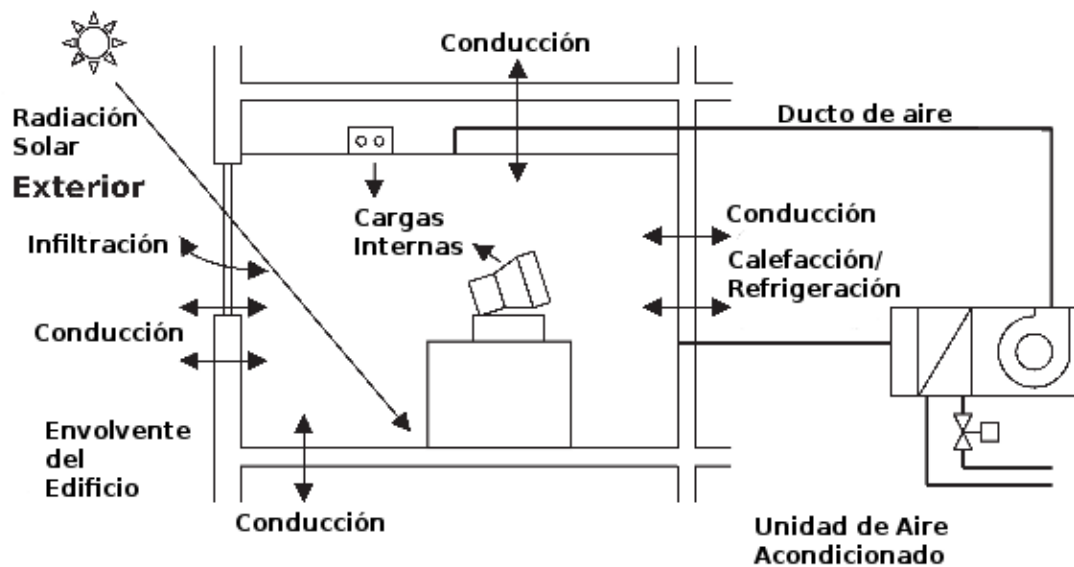 Conducción
Radiación
Solar
Ducto de aire
Exterior
Cargas
Internas
Conducción
Infiltración
Calefacción/
Refrigeración
Conducción
Envolvente
del
Edificio
Conducción
Unidad de Aire
Acondicionado